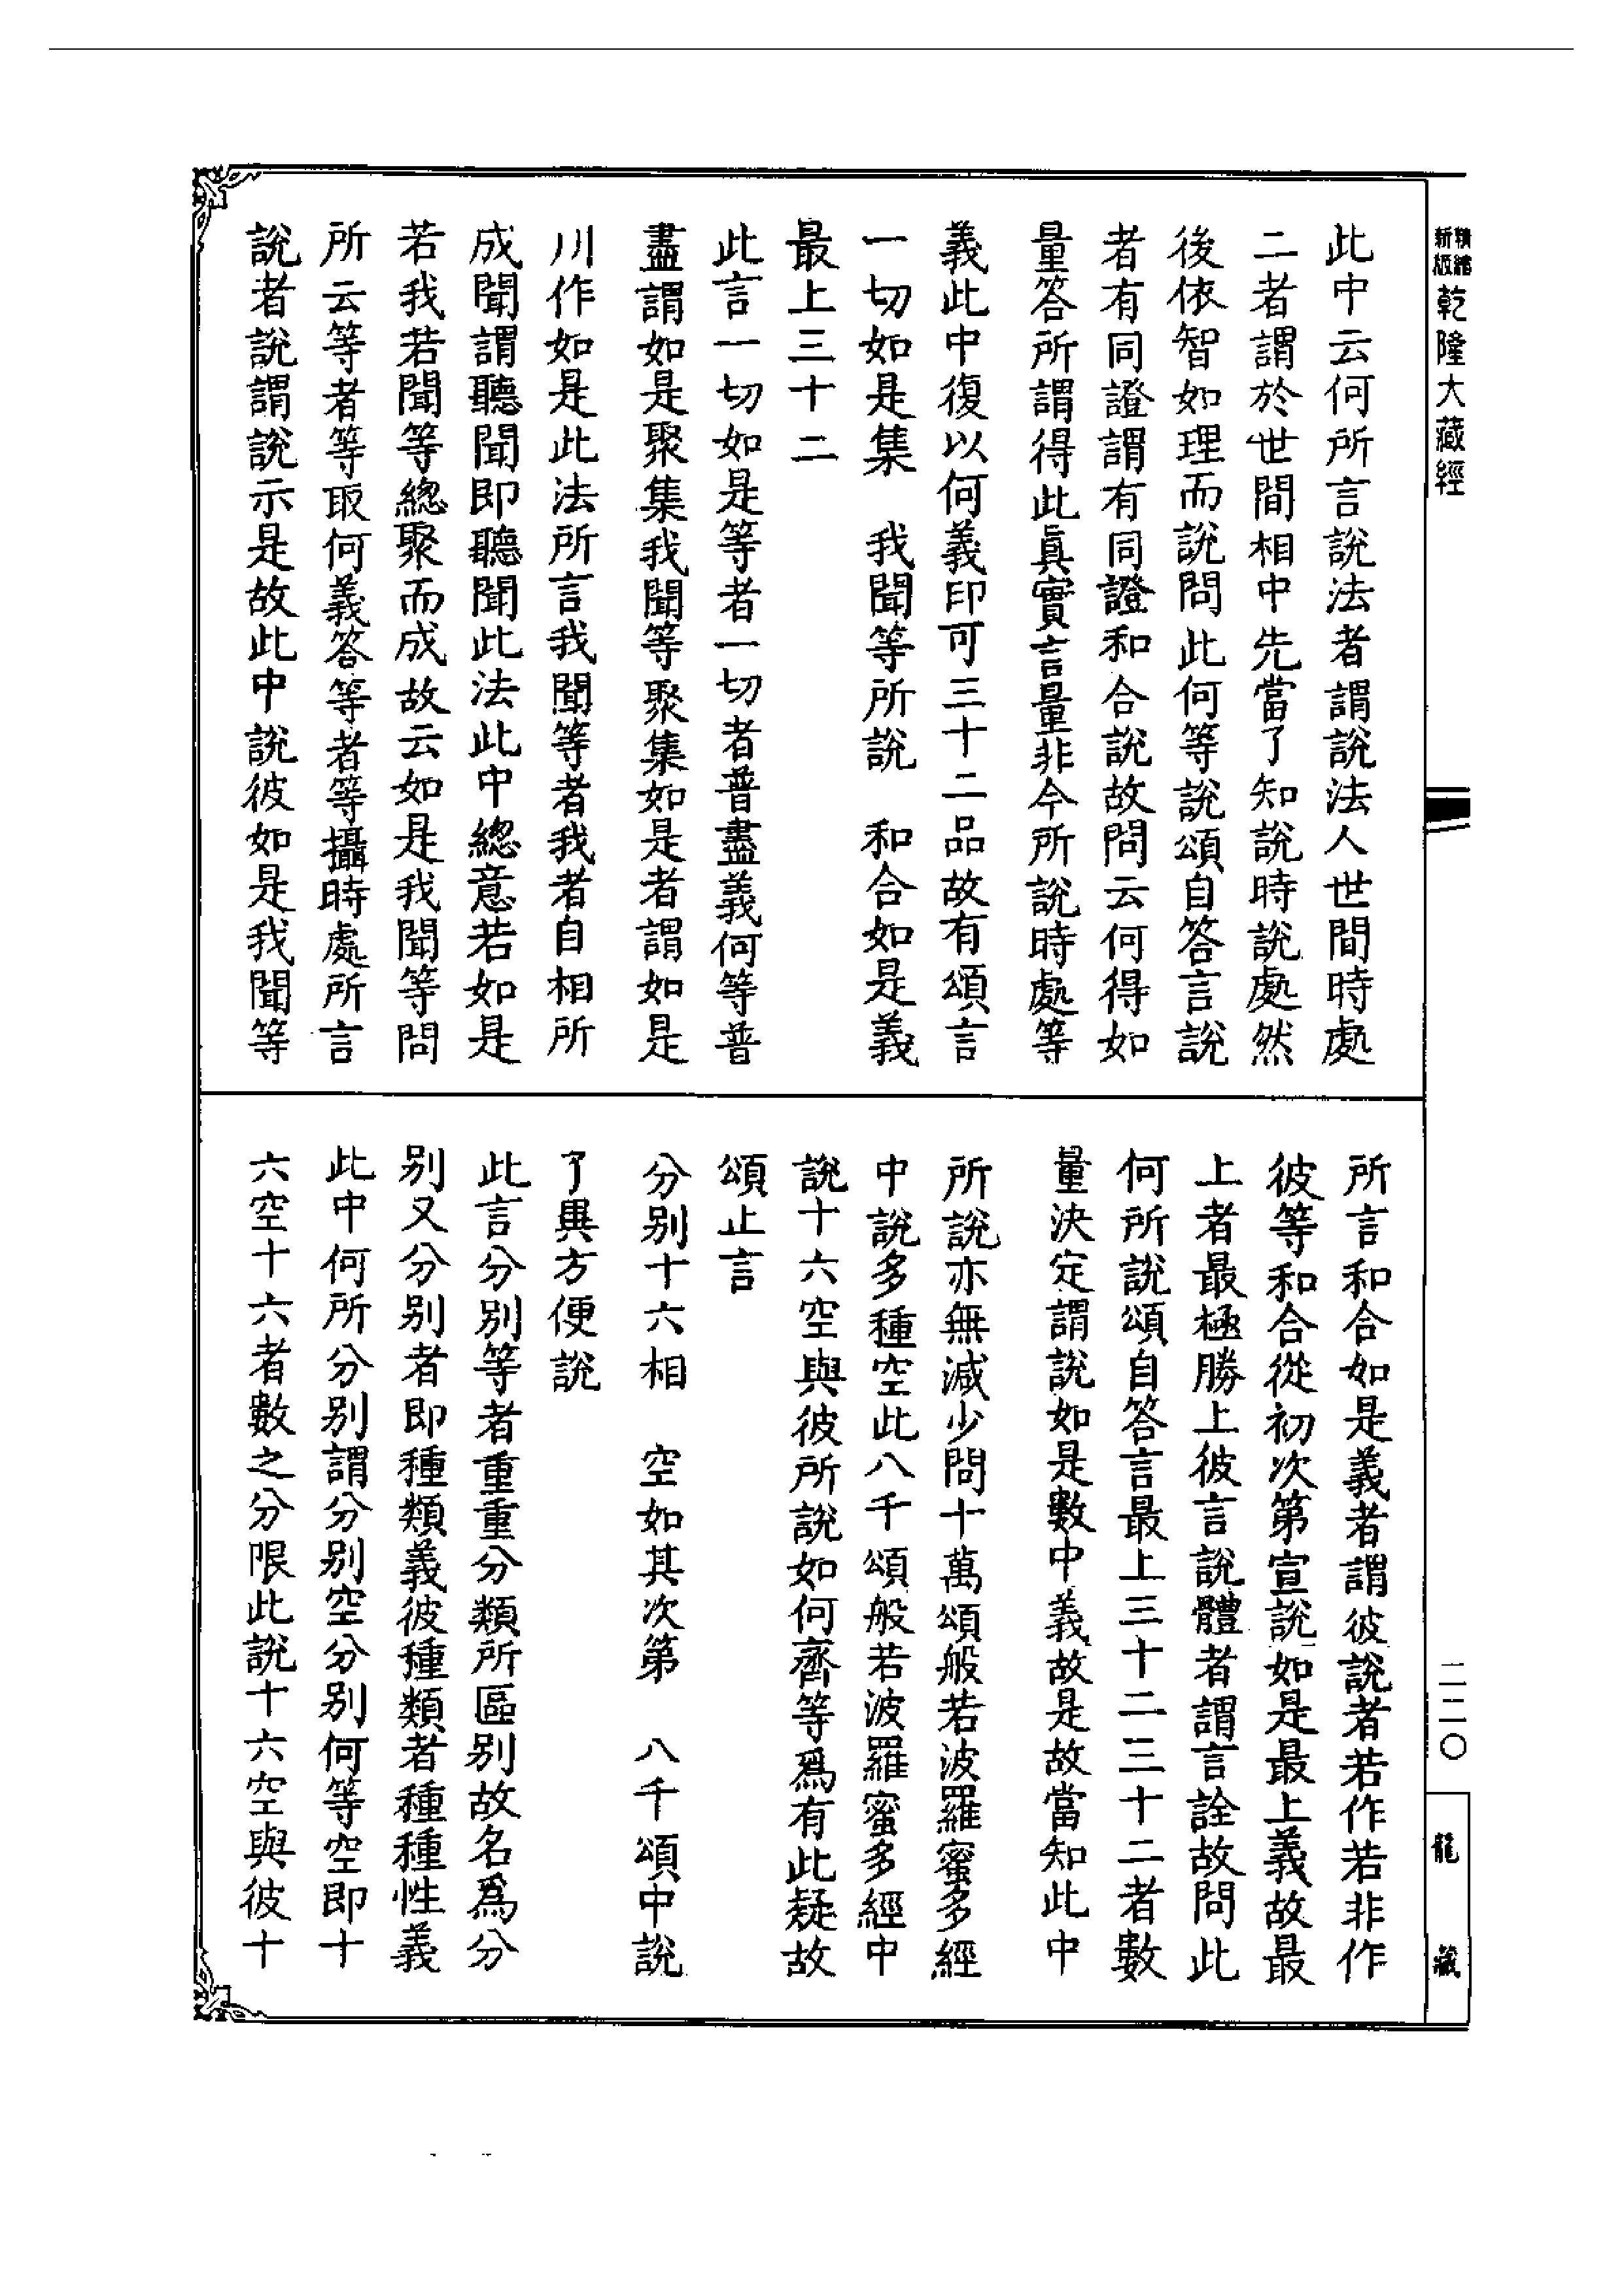 新版精縮乾隆大藏經
此中云何所言說法者謂說法人世間時處
二者謂於世間相中先當了知說時說處然
後依智如理而說問此何等說頌自答言說
者有同證謂有同證和合說故問云何得如
量答所謂得此真實言量非今所說時處等
義此中復以何義印可三十二品故有頌言
一切如是集　我聞等所說　和合如是義
最上三十二
此言一切如是等者一切者普盡義何等普
盡謂如是聚集我聞等聚集如是者謂如是
川作如是此法所言我聞等者我者自相所
成聞謂聽聞即聽聞此法此中總意若如是
若我若聞等總聚而成故云如是我聞等問
所云等者等取何義答等者等攝時處所言
說者說謂說示是故此中說彼如是我聞等
所言和合如是義者謂彼說者若作若非作
彼等和合從初次第宣說如是最上義故最
上者最極勝上彼言說體者謂言詮故問此
何所說頌自答言最上三十二三十二者數
量決定謂說如是數中義故是故當知此中
所說亦無減少問十萬頌般若波羅蜜多經
中說多種空此八千頌般若波羅蜜多經中
說十六空與彼所說如何齊等為有此疑故
頌止言
分別十六相　空如其次第　八千頌中說
了異方便說
此言分別等者重重分類所區別故名為分
別又分別者即種類義彼種類者種種性義
此中何所分別謂分別空分別何等空即十
六空十六者數之分限此說十六空與彼十
二二〇
龍藏